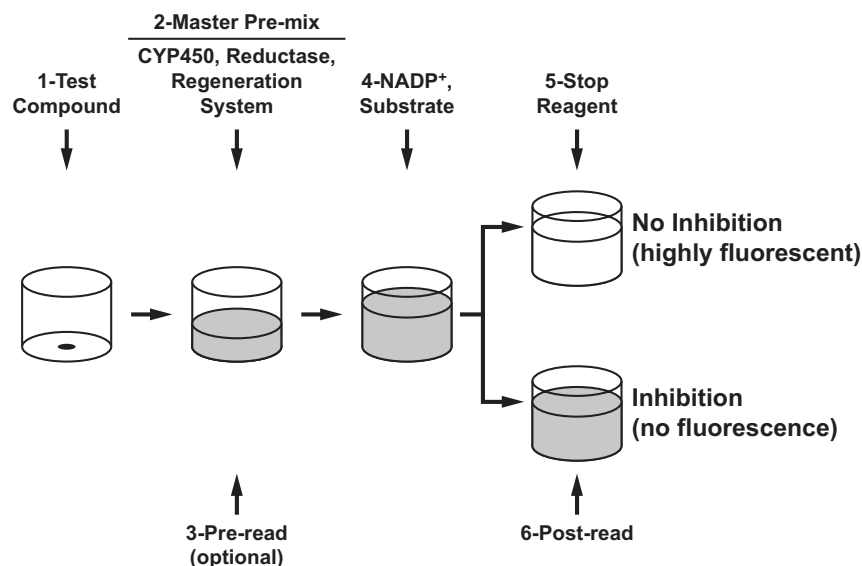 2-Master Pre-mix
CYP450, Reductase,
Regeneration
System
1-Test
Compound
4-NADP⁺,
Substrate
5-Stop
Reagent
No Inhibition
(highly fluorescent)
Inhibition
(no fluorescence)
3-Pre-read
(optional)
6-Post-read